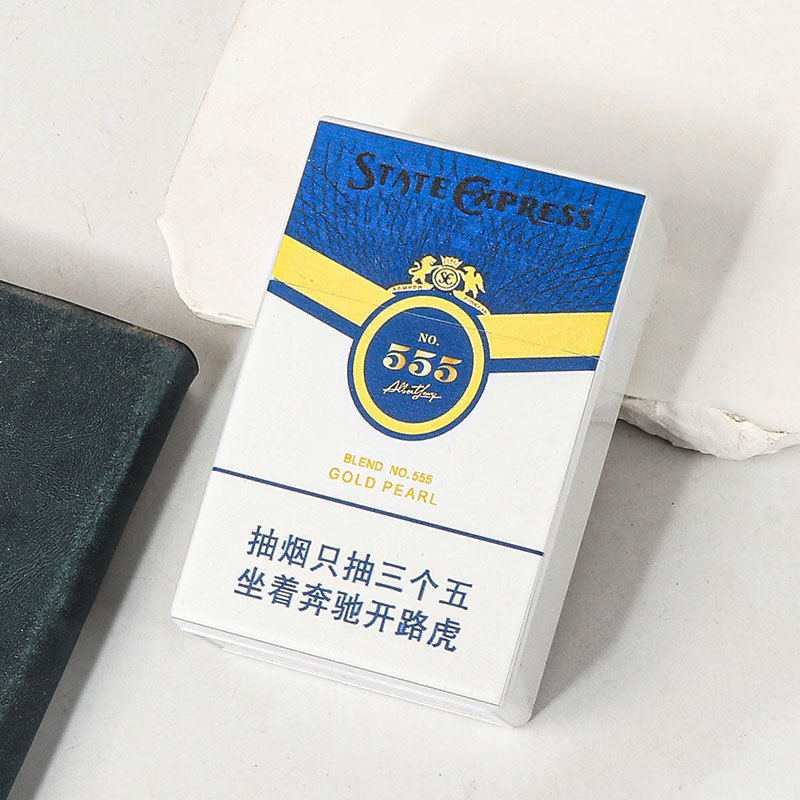 STATE EXPRESS
NO.
555
BLEND NO. 555
GOLD PEARL
抽烟只抽三个五
坐着奔驰开路虎